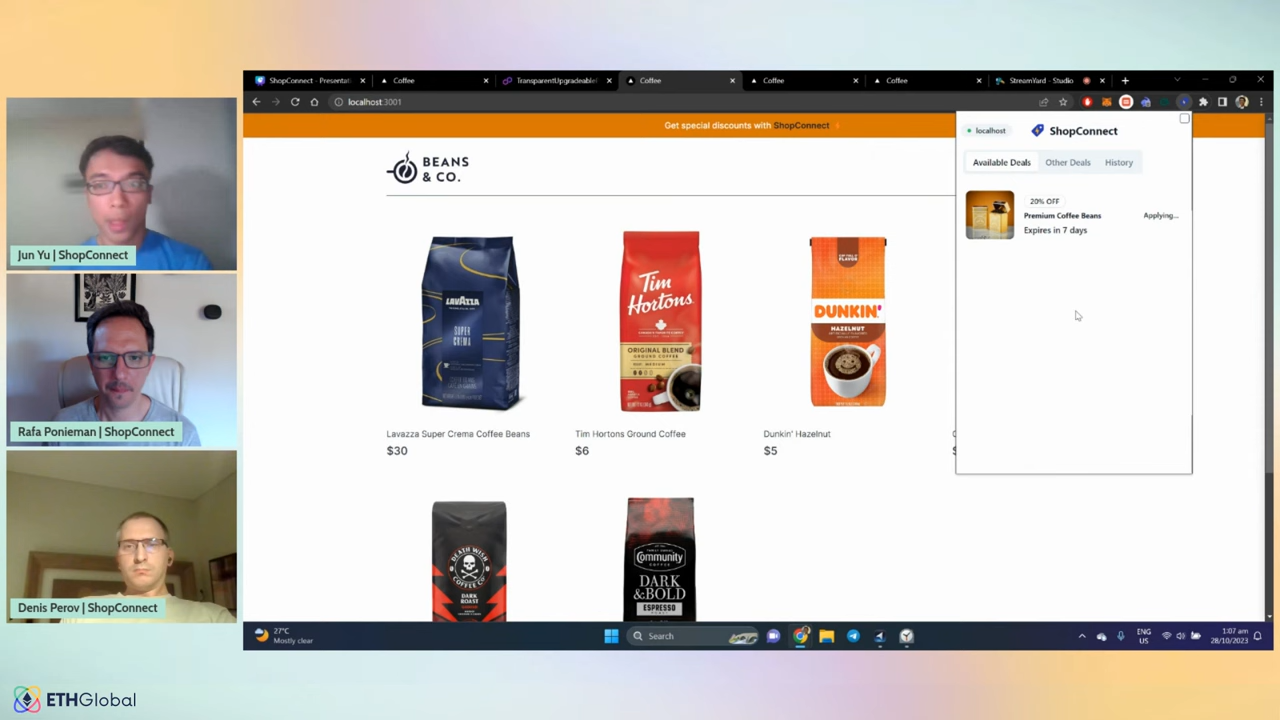 ShopConnect - Presentati
Coffee
TransparentUpgradeable
Coffee
Coffee
Coffee
StreamYard - Studio
localhost:3001
Get special discounts with ShopConnect
BEANS
& CO.
localhost
ShopConnect
Available Deals
Other Deals
History
20% OFF
Premium Coffee Beans
Applying...
Expires in 7 days
LAVAZZA
SUPER
CREMA
Tim
Hortons
ORIGINAL BLEND
GROUND COFFEE
DUNKIN'
HAZELNUT
Lavazza Super Crema Coffee Beans
Tim Hortons Ground Coffee
Dunkin' Hazelnut
$30
$6
$5
DEATH WISH
COFFEE CO.
DARK
ROAST
Community
COFFEE
DARK
&BOLD
ESPRESSO
Jun Yu | ShopConnect
Rafa Ponieman | ShopConnect
Denis Perov | ShopConnect
27°C
Mostly clear
Search
ENG
US
1:07 am
28/10/2023
ETHGlobal